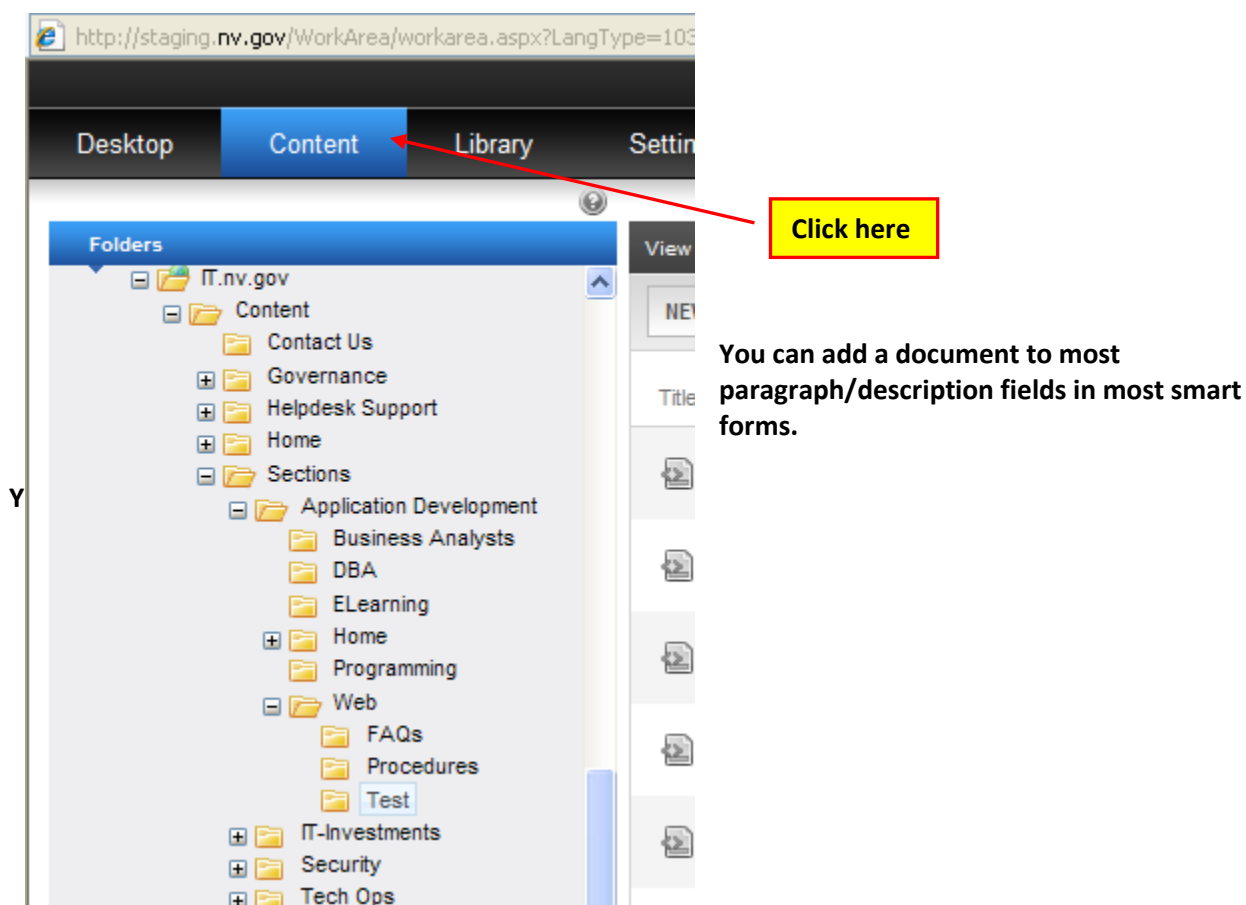 http://staging.nv.gov/WorkArea/workarea.aspx?LangType=103
Desktop Content Library Settin
Click here
Folders
View
IT.nv.gov
Content
NEW
Contact Us
Governance
Helpdesk Support
Home
Sections
Title
You can add a document to most
paragraph/description fields in most smart
forms.
Y
Application Development
Business Analysts
DBA
ELearning
Home
Programming
Web
FAQs
Procedures
Test
IT-Investments
Security
Tech Ops